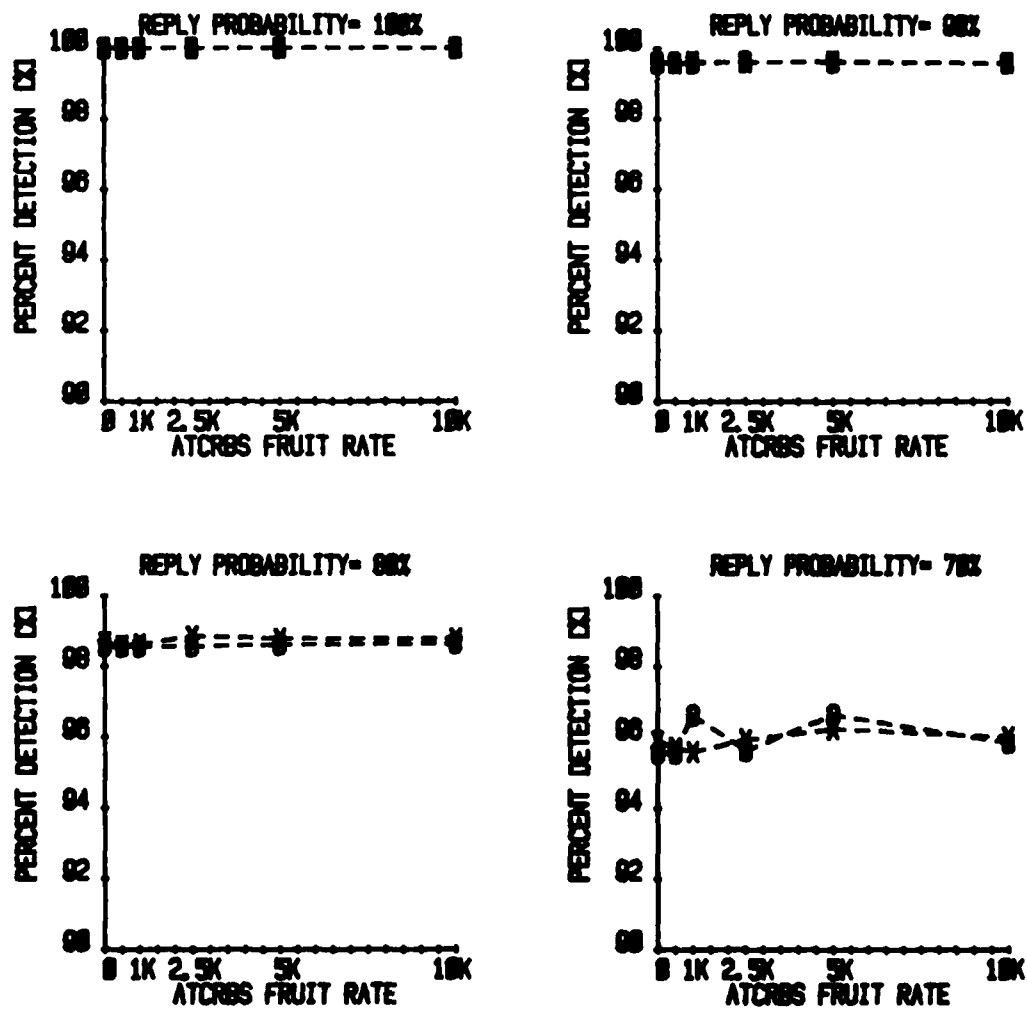 REPLY PROBABILITY= 100%
100
98
96
94
92
90
PERCENT DETECTION [%]
0 1K 2.5K 5K 10K
ATCRBS FRUIT RATE
REPLY PROBABILITY= 90%
100
98
96
94
92
90
PERCENT DETECTION [%]
0 1K 2.5K 5K 10K
ATCRBS FRUIT RATE
REPLY PROBABILITY= 80%
100
98
96
94
92
90
PERCENT DETECTION [%]
0 1K 2.5K 5K 10K
ATCRBS FRUIT RATE
REPLY PROBABILITY= 70%
100
98
96
94
92
90
PERCENT DETECTION [%]
0 1K 2.5K 5K 10K
ATCRBS FRUIT RATE